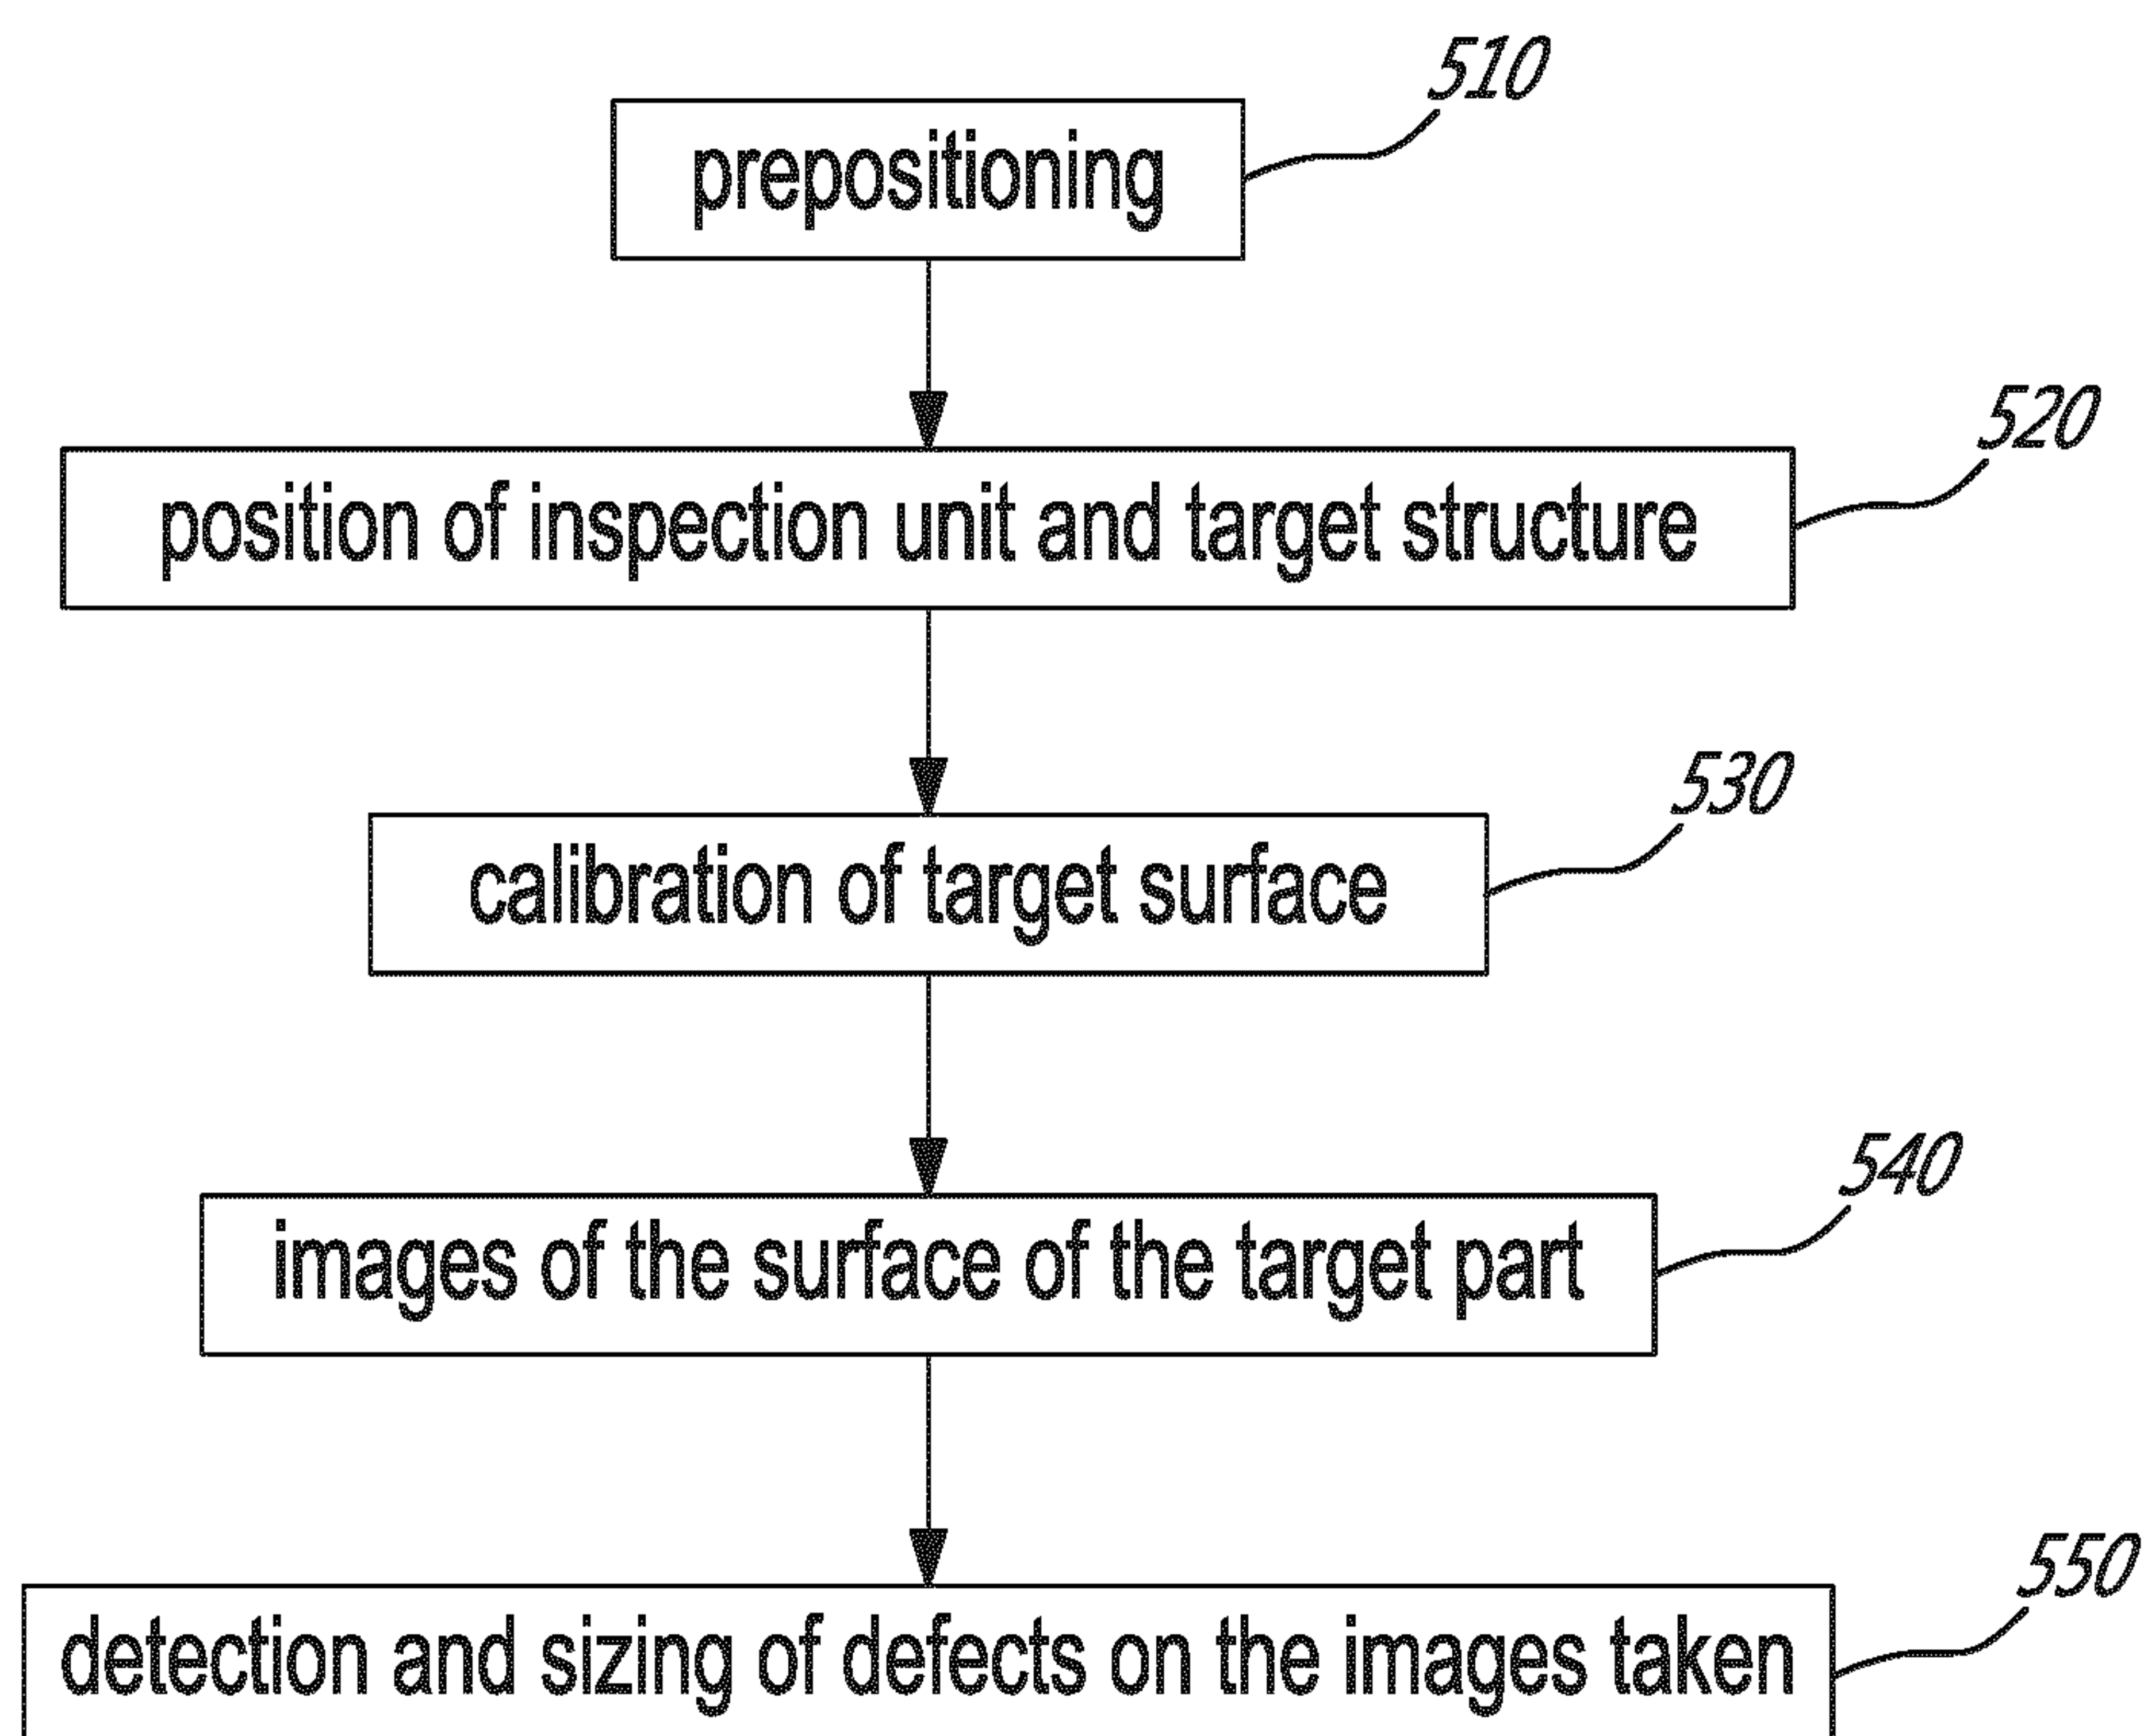 510
prepositioning
520
position of inspection unit and target structure
530
calibration of target surface
540
images of the surface of the target part
550
detection and sizing of defects on the images taken